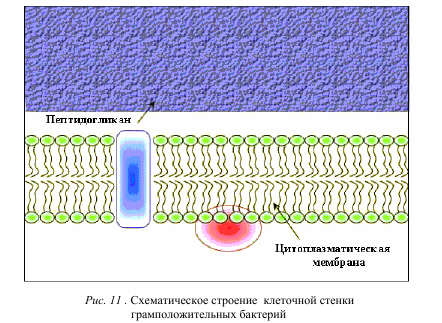 Пептидогликан
Цитоплазматическая
мембрана
Рис. 11 . Схематическое строение клеточной стенки
грамположительных бактерий